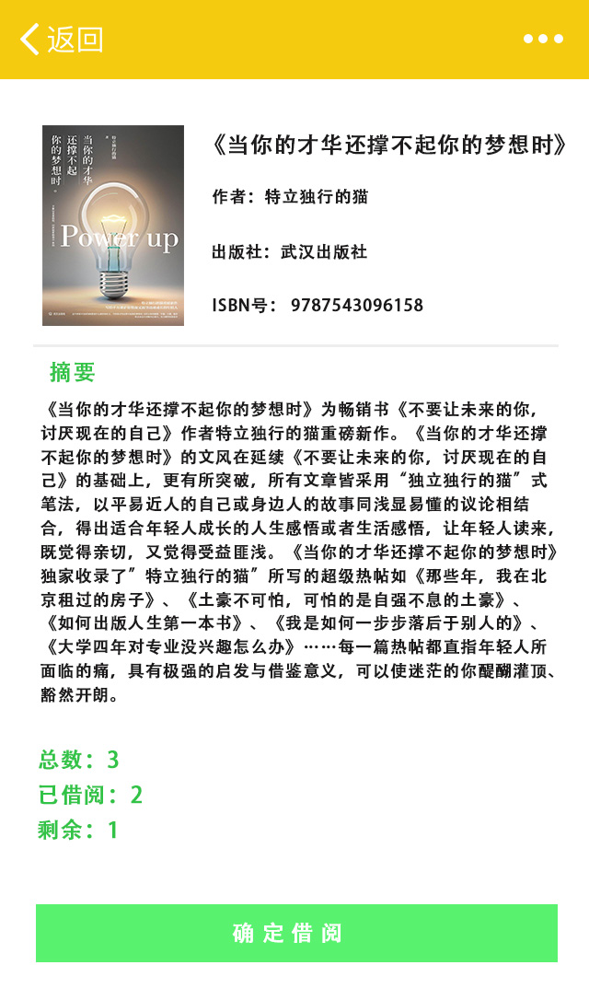 返回
当你的才华
还撑不起
你的梦想时。
特立独行的猫
Power up
《当你的才华还撑不起你的梦想时》
作者：特立独行的猫
出版社：武汉出版社
ISBN号： 9787543096158
摘要
《当你的才华还撑不起你的梦想时》为畅销书《不要让未来的你，
讨厌现在的自己》作者特立独行的猫重磅新作。《当你的才华还撑
不起你的梦想时》的文风在延续《不要让未来的你，讨厌现在的自
己》的基础上，更有所突破，所有文章皆采用“独立独行的猫”式
笔法，以平易近人的自己或身边人的故事同浅显易懂的议论相结
合，得出适合年轻人成长的人生感悟或者生活感悟，让年轻人读来，
既觉得亲切，又觉得受益匪浅。《当你的才华还撑不起你的梦想时》
独家收录了”特立独行的猫”所写的超级热帖如《那些年，我在北
京租过的房子》、《土豪不可怕，可怕的是自强不息的土豪》、
《如何出版人生第一本书》、《我是如何一步步落后于别人的》、
《大学四年对专业没兴趣怎么办》……每一篇热帖都直指年轻人所
面临的痛，具有极强的启发与借鉴意义，可以使迷茫的你醍醐灌顶、
豁然开朗。
总数：3
已借阅：2
剩余：1
确定借阅